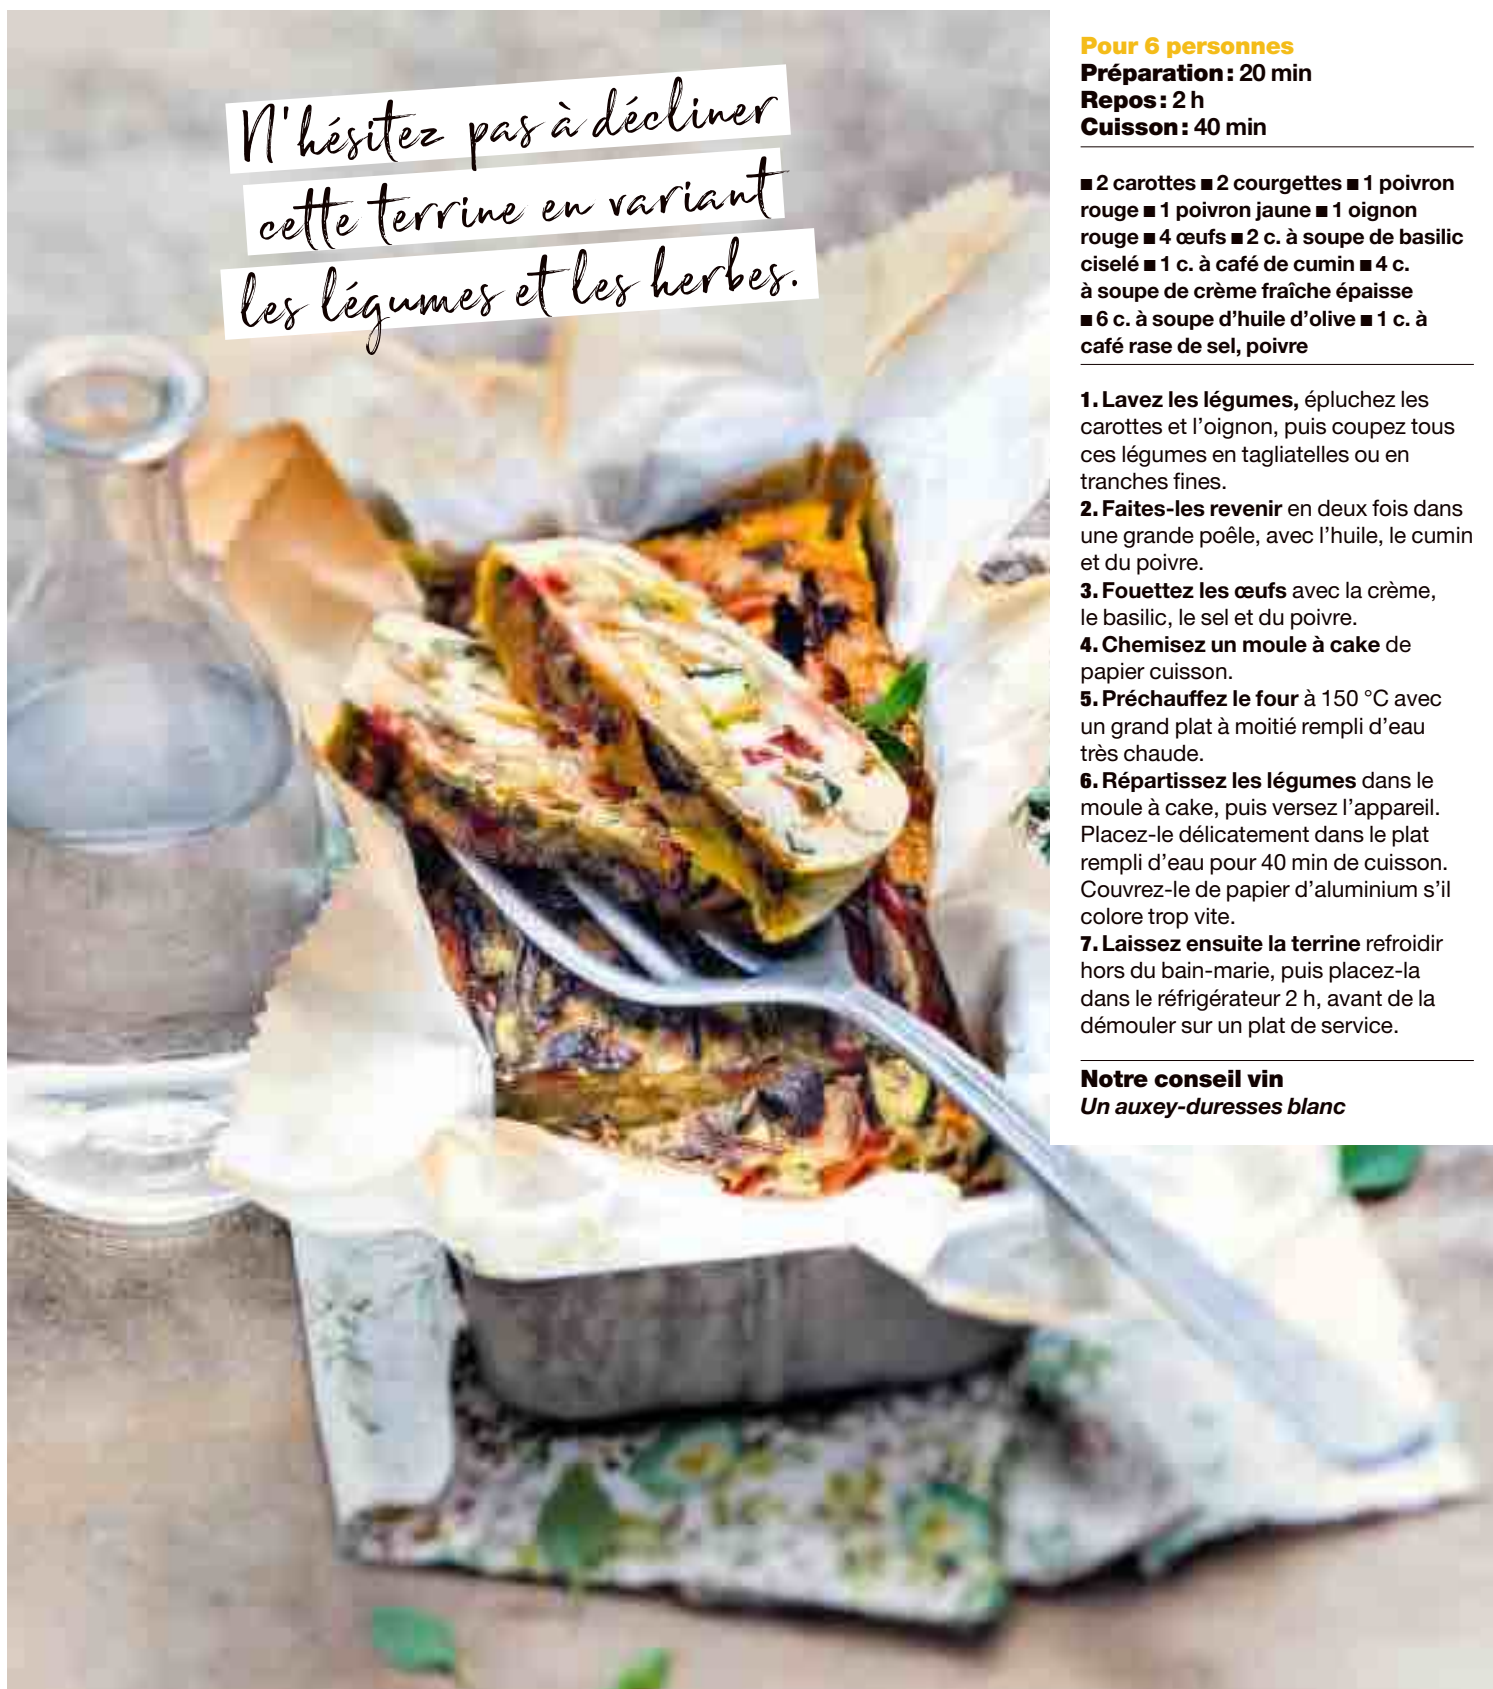 N'hésitez pas à décliner
cette terrine en variant
les légumes et les herbes.
Pour 6 personnes
Préparation : 20 min
Repos : 2 h
Cuisson : 40 min
■ 2 carottes ■ 2 courgettes ■ 1 poivron
rouge ■ 1 poivron jaune ■ 1 oignon
rouge ■ 4 œufs ■ 2 c. à soupe de basilic
ciselé ■ 1 c. à café de cumin ■ 4 c.
à soupe de crème fraîche épaisse
■ 6 c. à soupe d’huile d’olive ■ 1 c. à
café rase de sel, poivre
1. Lavez les légumes, épluchez les
carottes et l’oignon, puis coupez tous
ces légumes en tagliatelles ou en
tranches fines.
2. Faites-les revenir en deux fois dans
une grande poêle, avec l’huile, le cumin
et du poivre.
3. Fouettez les œufs avec la crème,
le basilic, le sel et du poivre.
4. Chemisez un moule à cake de
papier cuisson.
5. Préchauffez le four à 150 °C avec
un grand plat à moitié rempli d’eau
très chaude.
6. Répartissez les légumes dans le
moule à cake, puis versez l’appareil.
Placez-le délicatement dans le plat
rempli d’eau pour 40 min de cuisson.
Couvrez-le de papier d’aluminium s’il
colore trop vite.
7. Laissez ensuite la terrine refroidir
hors du bain-marie, puis placez-la
dans le réfrigérateur 2 h, avant de la
démouler sur un plat de service.
Notre conseil vin
Un auxey-duresses blanc